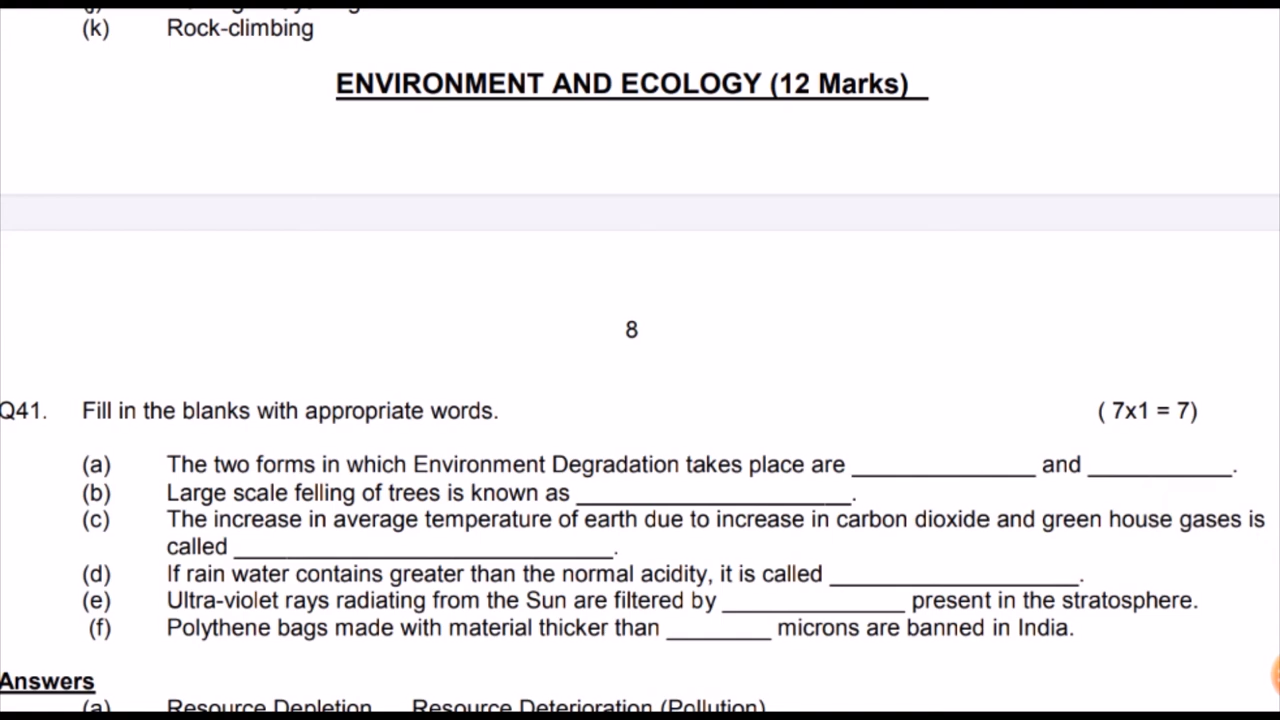 (k) Rock-climbing
ENVIRONMENT AND ECOLOGY (12 Marks)
8
Q41. Fill in the blanks with appropriate words. ( 7x1 = 7)
(a) The two forms in which Environment Degradation takes place are ____________ and __________.
(b) Large scale felling of trees is known as ____________________.
(c) The increase in average temperature of earth due to increase in carbon dioxide and green house gases is
called ____________________________.
(d) If rain water contains greater than the normal acidity, it is called __________________.
(e) Ultra-violet rays radiating from the Sun are filtered by _____________ present in the stratosphere.
(f) Polythene bags made with material thicker than ________ microns are banned in India.
Answers
(a) Resource Depletion Resource Deterioration (Pollution)